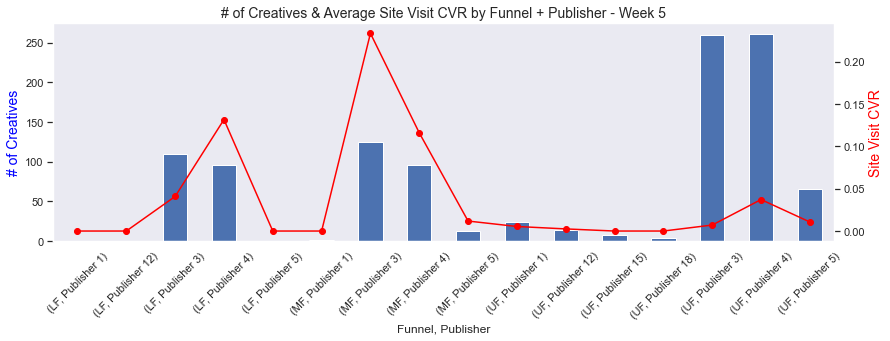 # of Creatives & Average Site Visit CVR by Funnel + Publisher - Week 5
# of Creatives
250
200
150
100
50
0
0.20
0.15
0.10
0.05
0.00
Site Visit CVR
(LF, Publisher 1)
(LF, Publisher 12)
(LF, Publisher 3)
(LF, Publisher 4)
(LF, Publisher 5)
(MF, Publisher 1)
(MF, Publisher 3)
(MF, Publisher 4)
(MF, Publisher 5)
(UF, Publisher 1)
(UF, Publisher 12)
(UF, Publisher 15)
(UF, Publisher 18)
(UF, Publisher 3)
(UF, Publisher 4)
(UF, Publisher 5)
Funnel, Publisher